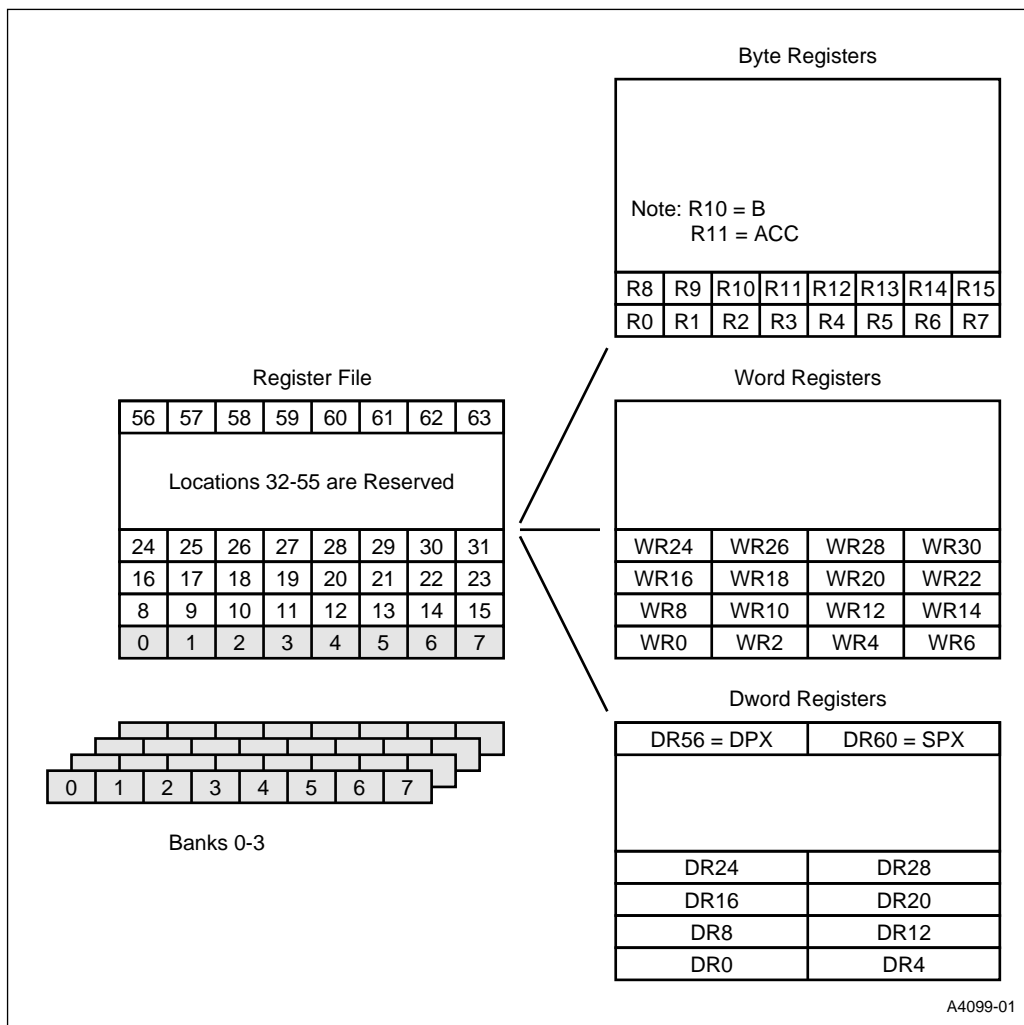 Byte Registers
Note: R10 = B
R11 = ACC
R8 R9 R10 R11 R12 R13 R14 R15
R0 R1 R2 R3 R4 R5 R6 R7
Register File
56 57 58 59 60 61 62 63
Locations 32-55 are Reserved
24 25 26 27 28 29 30 31
16 17 18 19 20 21 22 23
8 9 10 11 12 13 14 15
0 1 2 3 4 5 6 7
0 1 2 3 4 5 6 7
Banks 0-3
Word Registers
WR24 WR26 WR28 WR30
WR16 WR18 WR20 WR22
WR8 WR10 WR12 WR14
WR0 WR2 WR4 WR6
Dword Registers
DR56 = DPX DR60 = SPX
DR24 DR28
DR16 DR20
DR8 DR12
DR0 DR4
A4099-01